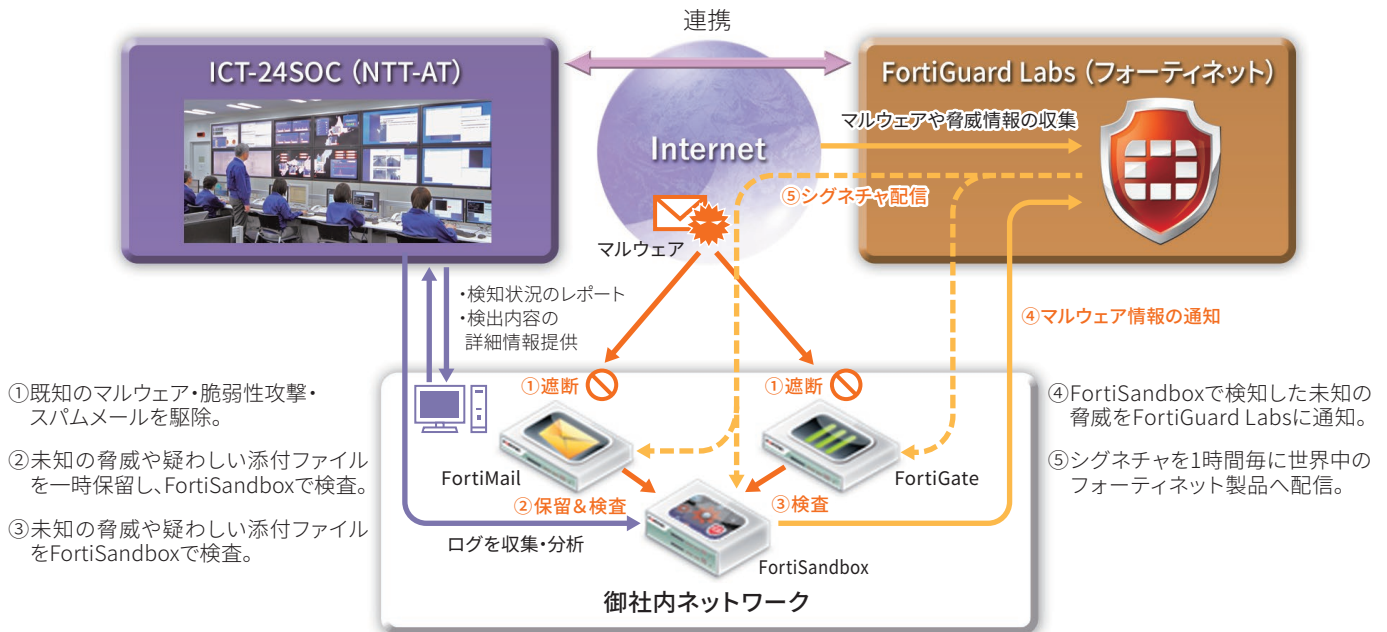 連携
ICT-24SOC（NTT-AT）
FortiGuard Labs（フォーティネット）
マルウェアや脅威情報の収集
Internet
⑤シグネチャ配信
マルウェア
・検知状況のレポート
・検出内容の
詳細情報提供
④マルウェア情報の通知
①既知のマルウェア・脆弱性攻撃・
スパムメールを駆除。
②未知の脅威や疑わしい添付ファイル
を一時保留し、FortiSandboxで検査。
③未知の脅威や疑わしい添付ファイル
をFortiSandboxで検査。
①遮断
①遮断
FortiMail
FortiGate
②保留＆検査
③検査
ログを収集・分析
FortiSandbox
御社内ネットワーク
④FortiSandboxで検知した未知の
脅威をFortiGuard Labsに通知。
⑤シグネチャを1時間毎に世界中の
フォーティネット製品へ配信。